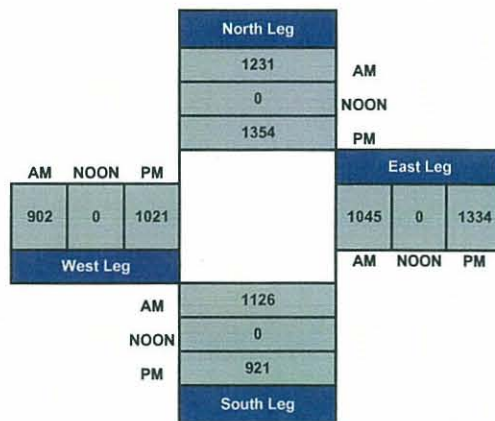 North Leg
1231 AM
0 NOON
1354 PM
AM NOON PM
902 0 1021
West Leg
East Leg
1045 0 1334
AM NOON PM
AM 1126
NOON 0
PM 921
South Leg